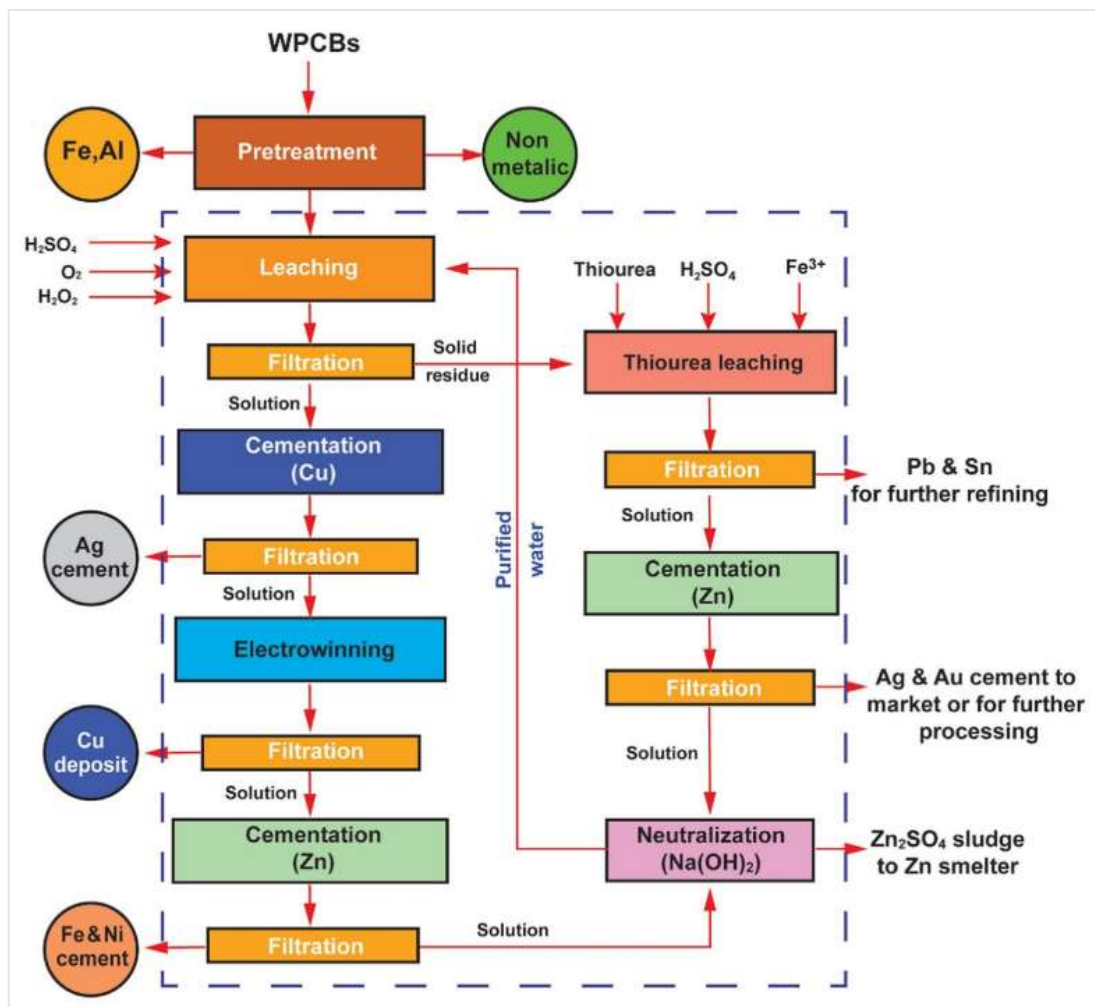 WPCBs
Fe,Al
Pretreatment
Non
metalic
H₂SO₄
O₂
H₂O₂
Leaching
Thiourea
H₂SO₄
Fe³⁺
Filtration
Solid
residue
Thiourea leaching
Solution
Cementation
(Cu)
Filtration
Pb & Sn
for further refining
Solution
Ag
cement
Filtration
Purified
water
Cementation
(Zn)
Solution
Electrowinning
Filtration
Ag & Au cement to
market or for further
processing
Cu
deposit
Filtration
Solution
Solution
Cementation
(Zn)
Neutralization
(Na(OH)₂)
Zn₂SO₄ sludge
to Zn smelter
Fe & Ni
cement
Filtration
Solution